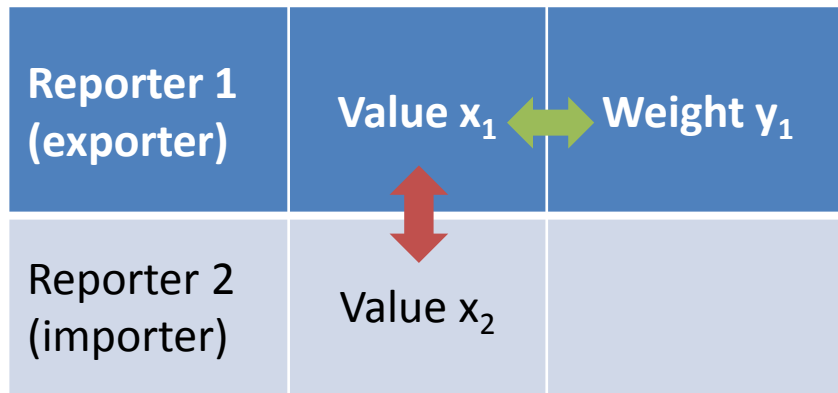 Reporter 1
(exporter)
Value x₁
Weight y₁
Reporter 2
(importer)
Value x₂